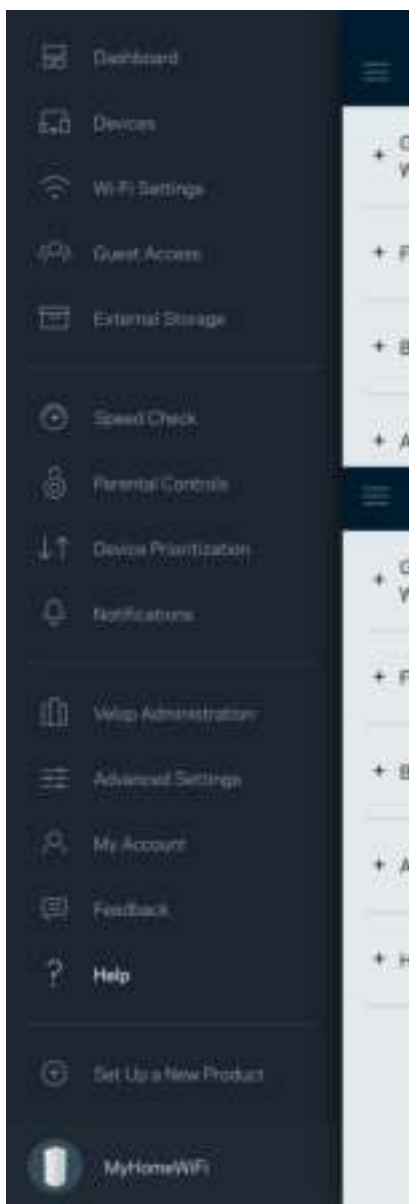 Dashboard
Devices
Wi-Fi Settings
Guest Access
External Storage
Speed Check
Parental Controls
Device Prioritization
Notifications
Velop Administration
Advanced Settings
My Account
Feedback
Help
Set Up a New Product
MyHomeWiFi